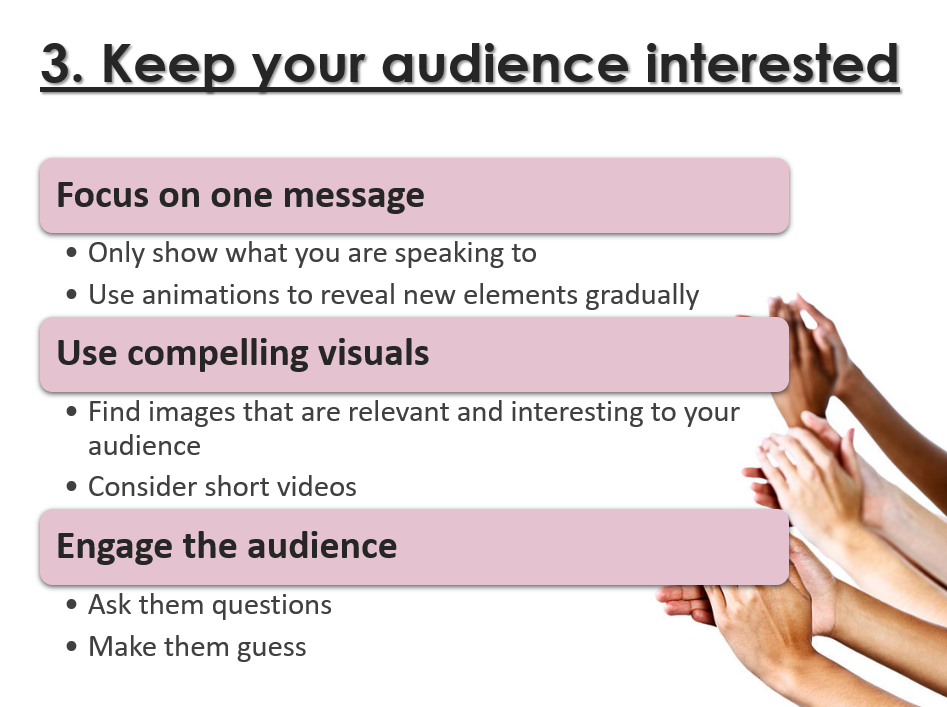 3. Keep your audience interested
Focus on one message
• Only show what you are speaking to
• Use animations to reveal new elements gradually
Use compelling visuals
• Find images that are relevant and interesting to your
audience
• Consider short videos
Engage the audience
• Ask them questions
• Make them guess